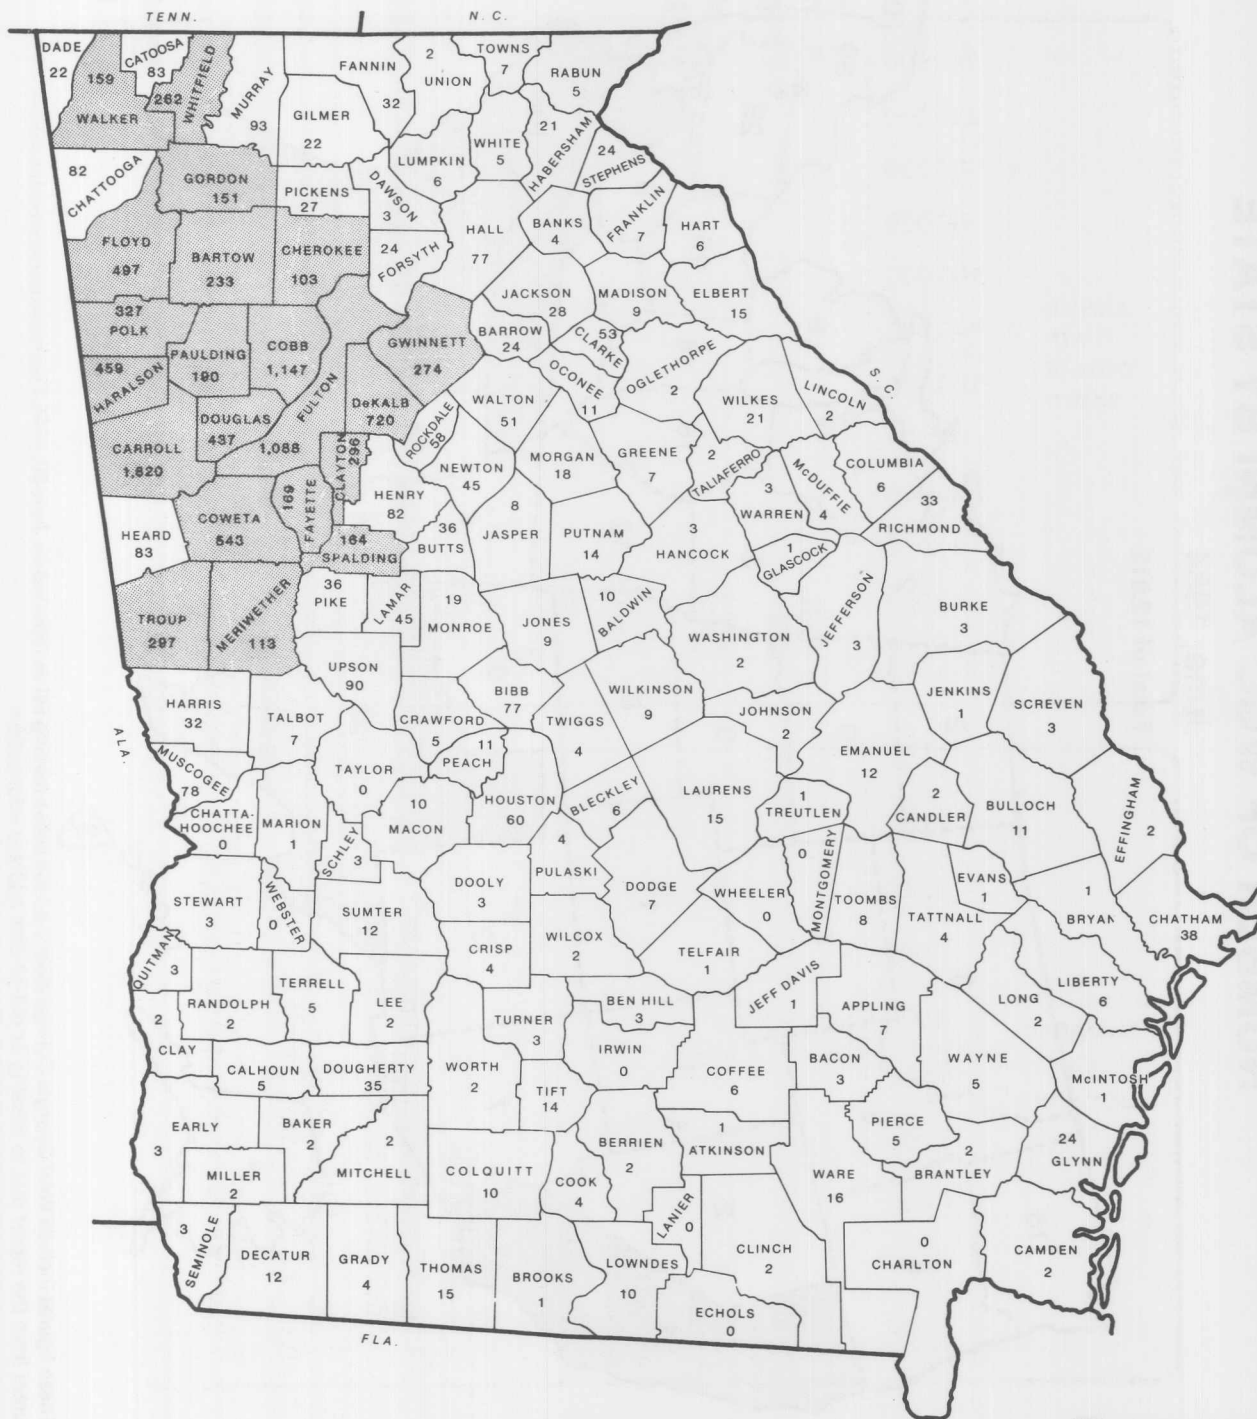 TENN.
N. C.
DADE
22
159
WALKER
CATOOSA
83
262
WHITFIELD
MURRAY
93
FANNIN
32
GILMER
22
2
UNION
TOWNS
7
RABUN
5
LUMPKIN
6
WHITE
5
21
HABERSHAM
24
STEPHENS
82
CHATTOOGA
GORDON
151
PICKENS
27
DAWSON
3
HALL
77
BANKS
4
FRANKLIN
7
HART
6
FLOYD
497
BARTOW
233
CHEROKEE
103
24
FORSYTH
JACKSON
28
MADISON
9
ELBERT
15
327
POLK
PAULDING
190
COBB
1,147
FULTON
1,088
GWINNETT
274
BARROW
24
53
CLARKE
OCONEE
11
OGLETHORPE
2
459
HARALSON
DOUGLAS
437
DeKALB
720
ROCKDALE
58
WALTON
51
WILKES
21
LINCOLN
2
S. C.
CARROLL
1,620
CLAYTON
296
NEWTON
45
MORGAN
18
GREENE
7
2
TALIAFERRO
McDUFFIE
4
COLUMBIA
6
COWETA
543
169
FAYETTE
HENRY
82
8
JASPER
PUTNAM
14
3
HANCOCK
3
WARREN
33
RICHMOND
HEARD
83
164
SPALDING
36
BUTTS
1
GLASCOCK
TROUP
297
MERIWETHER
113
36
PIKE
LAMAR
45
19
MONROE
JONES
9
10
BALDWIN
WASHINGTON
2
JEFFERSON
3
BURKE
3
UPSON
90
BIBB
77
WILKINSON
9
JENKINS
1
SCREVEN
3
HARRIS
32
TALBOT
7
CRAWFORD
5
11
PEACH
TWIGGS
4
JOHNSON
2
EMANUEL
12
ALA.
MUSCOGEE
78
TAYLOR
0
10
MACON
HOUSTON
60
BLECKLEY
6
LAURENS
15
1
TREUTLEN
2
CANDLER
BULLOCH
11
EFFINGHAM
2
CHATTA-
HOOCHEE
0
MARION
1
SCHLEY
3
4
PULASKI
0
MONTGOMERY
STEWART
3
WEBSTER
0
SUMTER
12
DOOLY
3
DODGE
7
WHEELER
0
TOOMBS
8
TATTNALL
4
EVANS
1
1
BRYAN
CHATHAM
38
QUITMAN
3
CRISP
4
WILCOX
2
TELFAIR
1
RANDOLPH
2
TERRELL
5
LEE
2
TURNER
3
BEN HILL
3
JEFF DAVIS
1
APPLING
7
LONG
2
LIBERTY
6
2
CLAY
CALHOUN
5
DOUGHERTY
35
WORTH
2
TIFT
14
IRWIN
0
COFFEE
6
BACON
3
WAYNE
5
McINTOSH
1
EARLY
3
BAKER
2
2
MITCHELL
BERRIEN
2
1
ATKINSON
PIERCE
5
2
BRANTLEY
24
GLYNN
MILLER
2
COLQUITT
10
COOK
4
LANIER
0
WARE
16
3
SEMINOLE
DECATUR
12
GRADY
4
THOMAS
15
BROOKS
1
LOWNDES
10
CLINCH
2
0
CHARLTON
CAMDEN
2
ECHOLS
0
FLA.